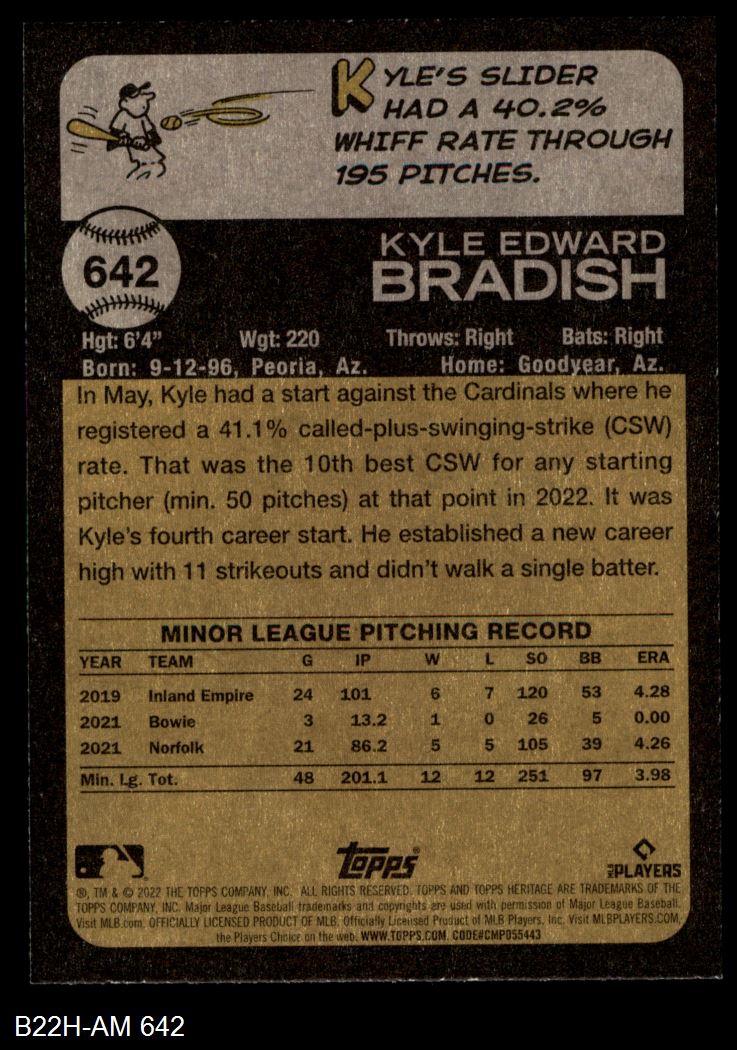 KYLE'S SLIDER
HAD A 40.2%
WHIFF RATE THROUGH
195 PITCHES.
642
KYLE EDWARD
BRADISH
Hgt: 6'4" Wgt: 220 Throws: Right Bats: Right
Born: 9-12-96, Peoria, Az. Home: Goodyear, Az.
In May, Kyle had a start against the Cardinals where he
registered a 41.1% called-plus-swinging-strike (CSW)
rate. That was the 10th best CSW for any starting
pitcher (min. 50 pitches) at that point in 2022. It was
Kyle's fourth career start. He established a new career
high with 11 strikeouts and didn't walk a single batter.
MINOR LEAGUE PITCHING RECORD
YEAR TEAM G IP W L SO BB ERA
2019 Inland Empire 24 101 6 7 120 53 4.28
2021 Bowie 3 13.2 1 0 26 5 0.00
2021 Norfolk 21 86.2 5 5 105 39 4.26
Min. Lg. Tot. 48 201.1 12 12 251 97 3.98
Topps®
MLB PLAYERS
®, TM & © 2022 THE TOPPS COMPANY, INC. ALL RIGHTS RESERVED. TOPPS AND TOPPS HERITAGE ARE TRADEMARKS OF THE
TOPPS COMPANY, INC. Major League Baseball trademarks and copyrights are used with permission of Major League Baseball.
Visit MLB.com. OFFICIALLY LICENSED PRODUCT OF MLB. Officially Licensed Product of MLB Players, Inc. Visit MLBPLAYERS.COM,
the Players Choice on the web. WWW.TOPPS.COM. CODE#CMP055443
B22H-AM 642